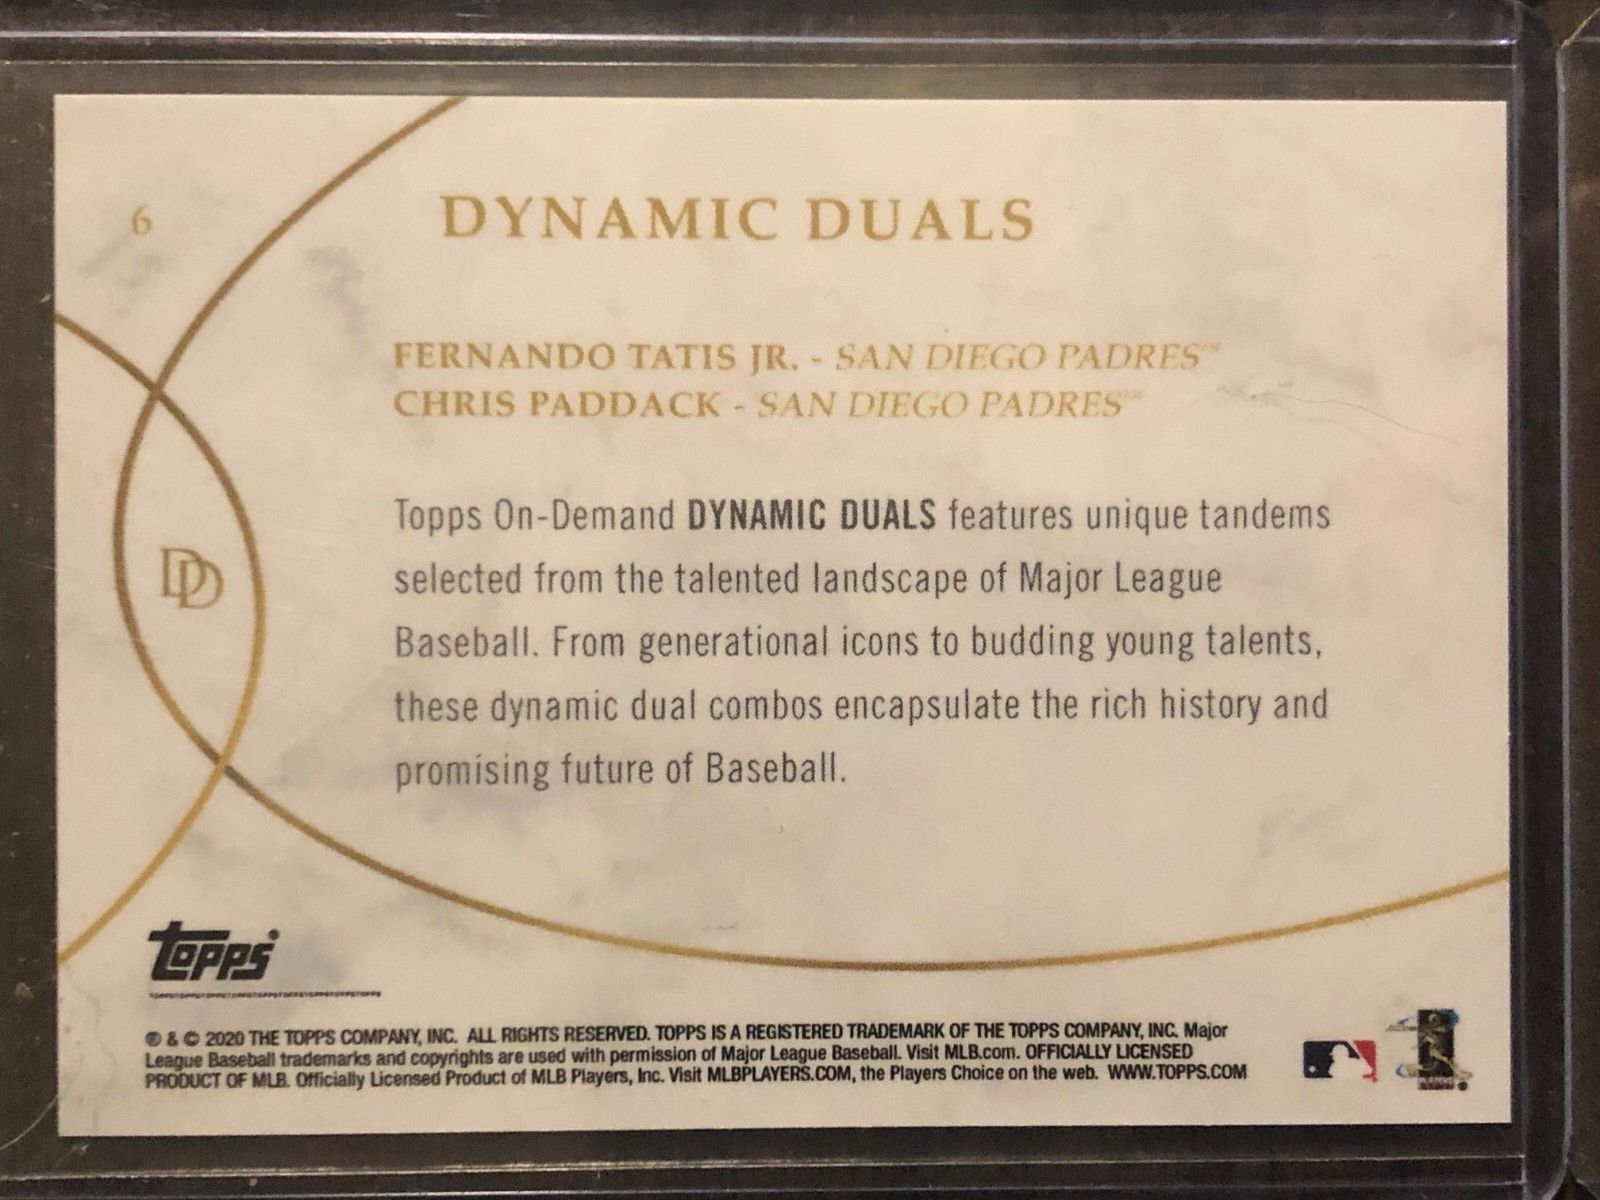 6
DYNAMIC DUALS
FERNANDO TATIS JR. - SAN DIEGO PADRES™
CHRIS PADDACK - SAN DIEGO PADRES™
Topps On-Demand DYNAMIC DUALS features unique tandems
selected from the talented landscape of Major League
Baseball. From generational icons to budding young talents,
these dynamic dual combos encapsulate the rich history and
promising future of Baseball.
DD
topps®
TOPPSTOPPSTOPPSTOPPSTOPPSTOPPSTOPPSTOPPS
® & © 2020 THE TOPPS COMPANY, INC. ALL RIGHTS RESERVED. TOPPS IS A REGISTERED TRADEMARK OF THE TOPPS COMPANY, INC. Major
League Baseball trademarks and copyrights are used with permission of Major League Baseball. Visit MLB.com. OFFICIALLY LICENSED
PRODUCT OF MLB. Officially Licensed Product of MLB Players, Inc. Visit MLBPLAYERS.COM, the Players Choice on the web. WWW.TOPPS.COM